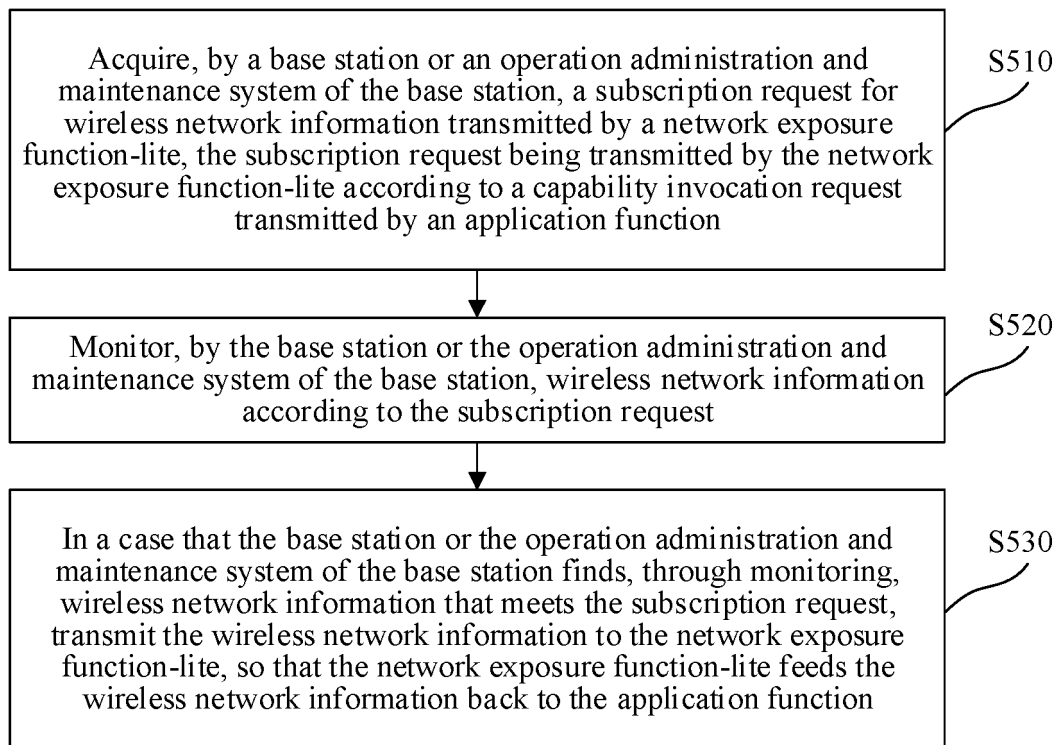 Acquire, by a base station or an operation administration and
maintenance system of the base station, a subscription request for
wireless network information transmitted by a network exposure
function-lite, the subscription request being transmitted by the network
exposure function-lite according to a capability invocation request
transmitted by an application function
S510
Monitor, by the base station or the operation administration and
maintenance system of the base station, wireless network information
according to the subscription request
S520
In a case that the base station or the operation administration and
maintenance system of the base station finds, through monitoring,
wireless network information that meets the subscription request,
transmit the wireless network information to the network exposure
function-lite, so that the network exposure function-lite feeds the
wireless network information back to the application function
S530